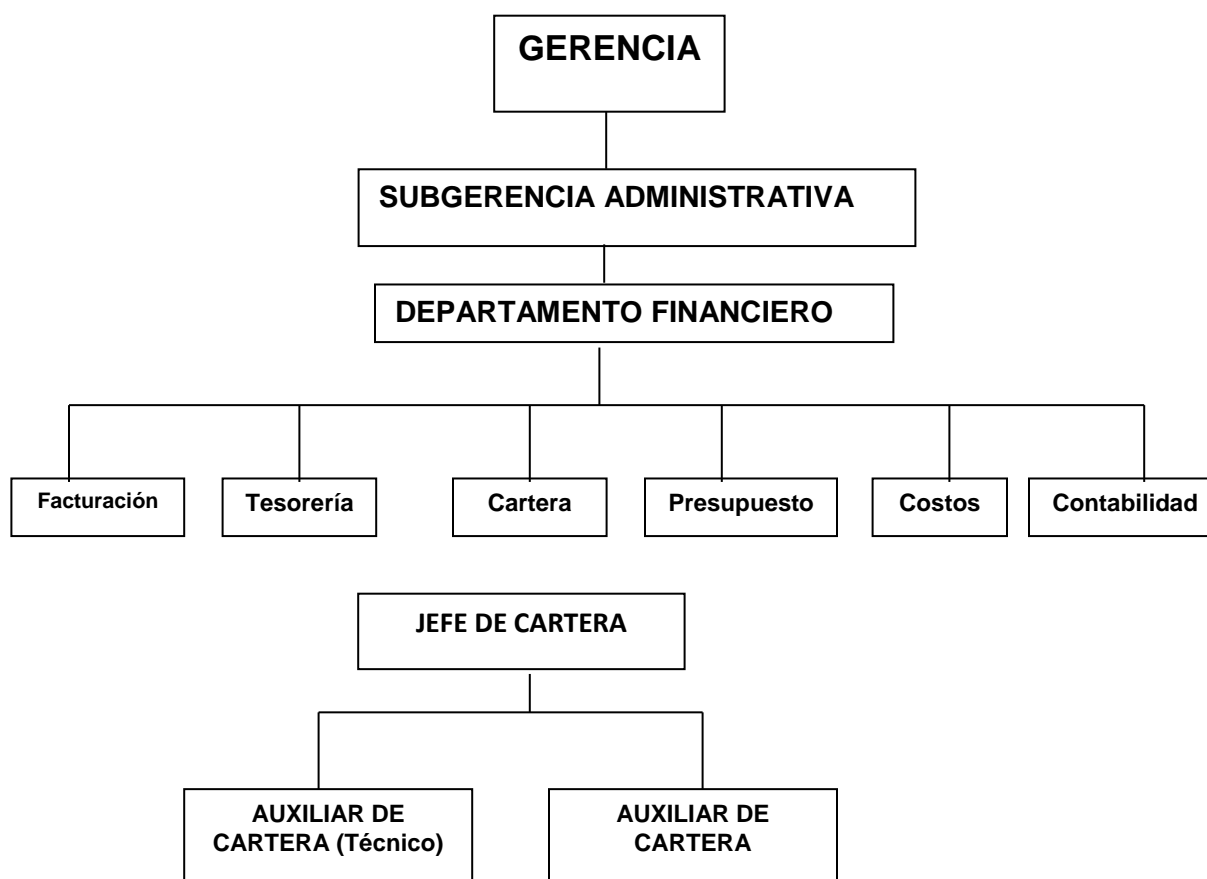 GERENCIA
SUBGERENCIA ADMINISTRATIVA
DEPARTAMENTO FINANCIERO
Facturación
Tesorería
Cartera
Presupuesto
Costos
Contabilidad
JEFE DE CARTERA
AUXILIAR DE
CARTERA (Técnico)
AUXILIAR DE
CARTERA